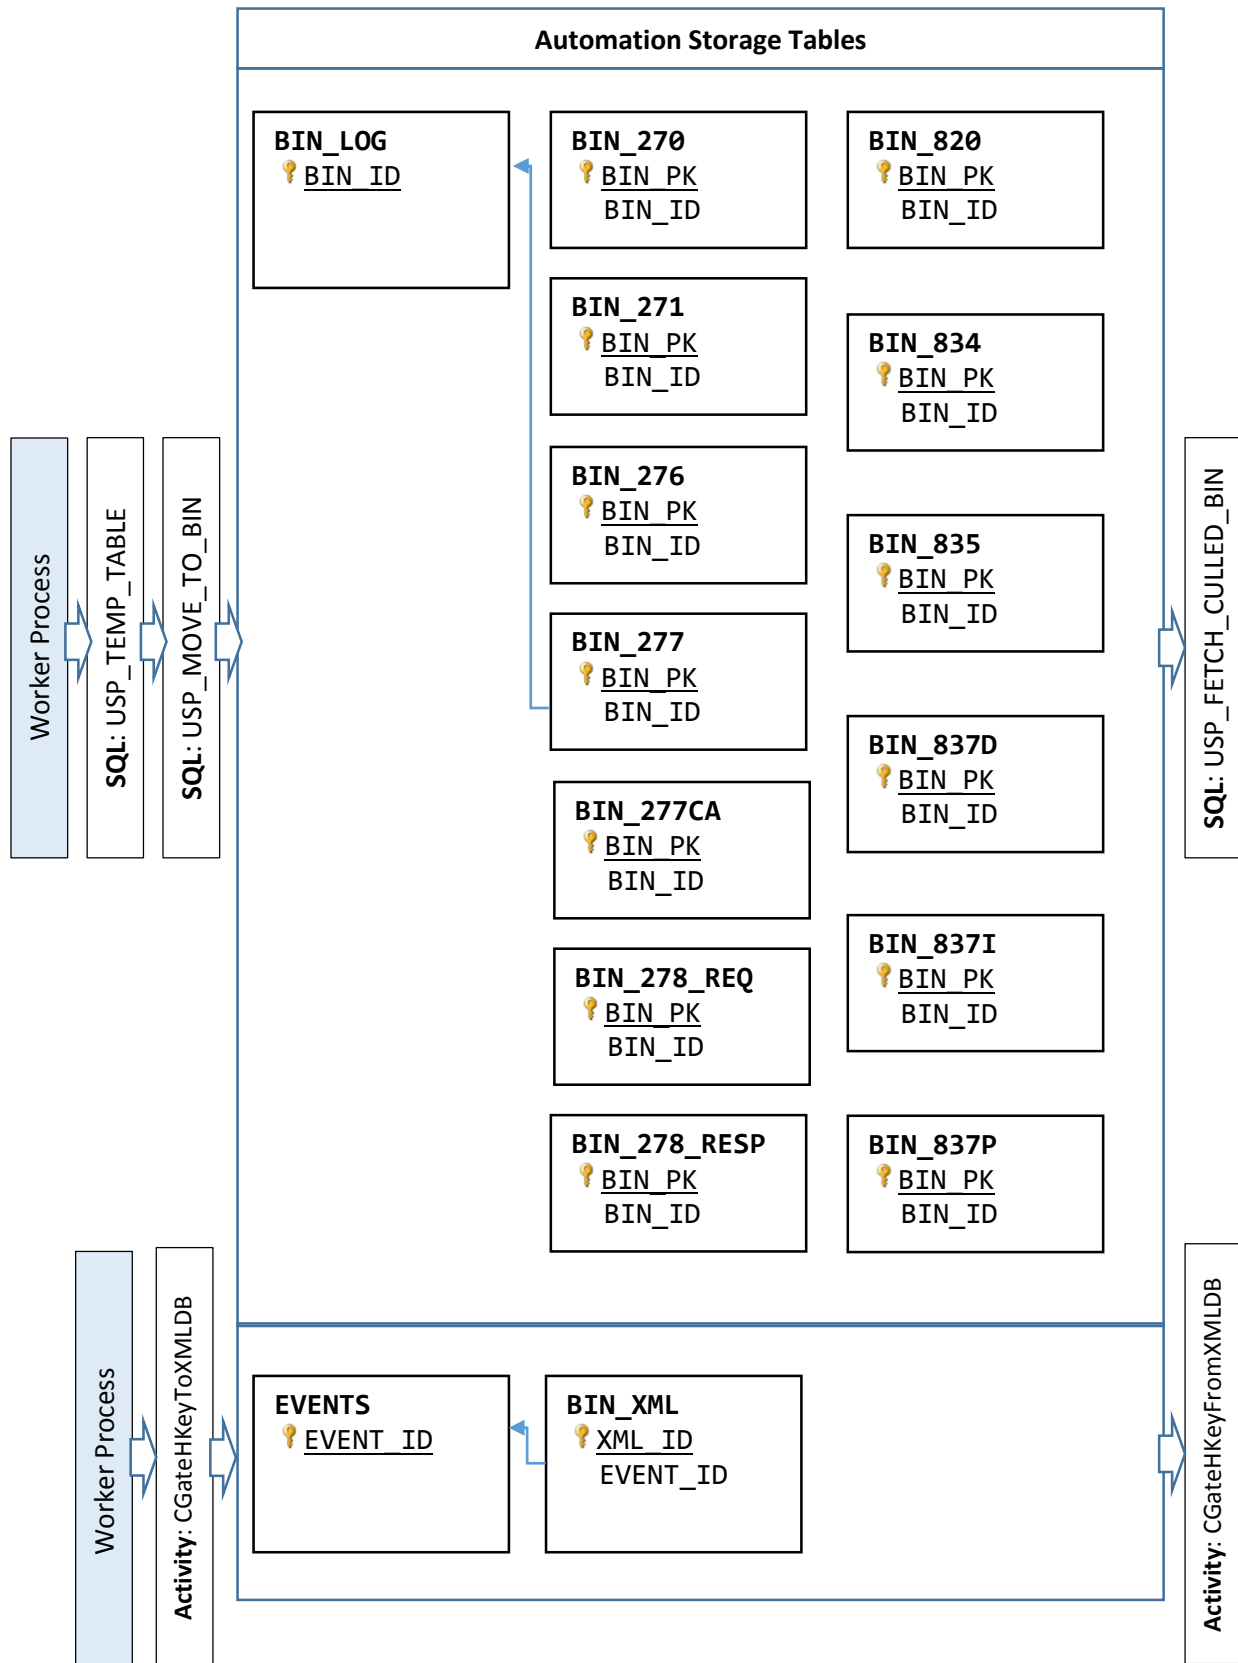 Automation Storage Tables
BIN_LOG
BIN_ID
BIN_270
BIN_PK
BIN_ID
BIN_271
BIN_PK
BIN_ID
BIN_276
BIN_PK
BIN_ID
BIN_277
BIN_PK
BIN_ID
BIN_277CA
BIN_PK
BIN_ID
BIN_278_REQ
BIN_PK
BIN_ID
BIN_278_RESP
BIN_PK
BIN_ID
BIN_820
BIN_PK
BIN_ID
BIN_834
BIN_PK
BIN_ID
BIN_835
BIN_PK
BIN_ID
BIN_837D
BIN_PK
BIN_ID
BIN_837I
BIN_PK
BIN_ID
BIN_837P
BIN_PK
BIN_ID
Worker Process
SQL: USP_TEMP_TABLE
SQL: USP_MOVE_TO_BIN
SQL: USP_FETCH_CULLED_BIN
EVENTS
EVENT_ID
BIN_XML
XML_ID
EVENT_ID
Worker Process
Activity: CGateHKeyToXMLDB
Activity: CGateHKeyFromXMLDB